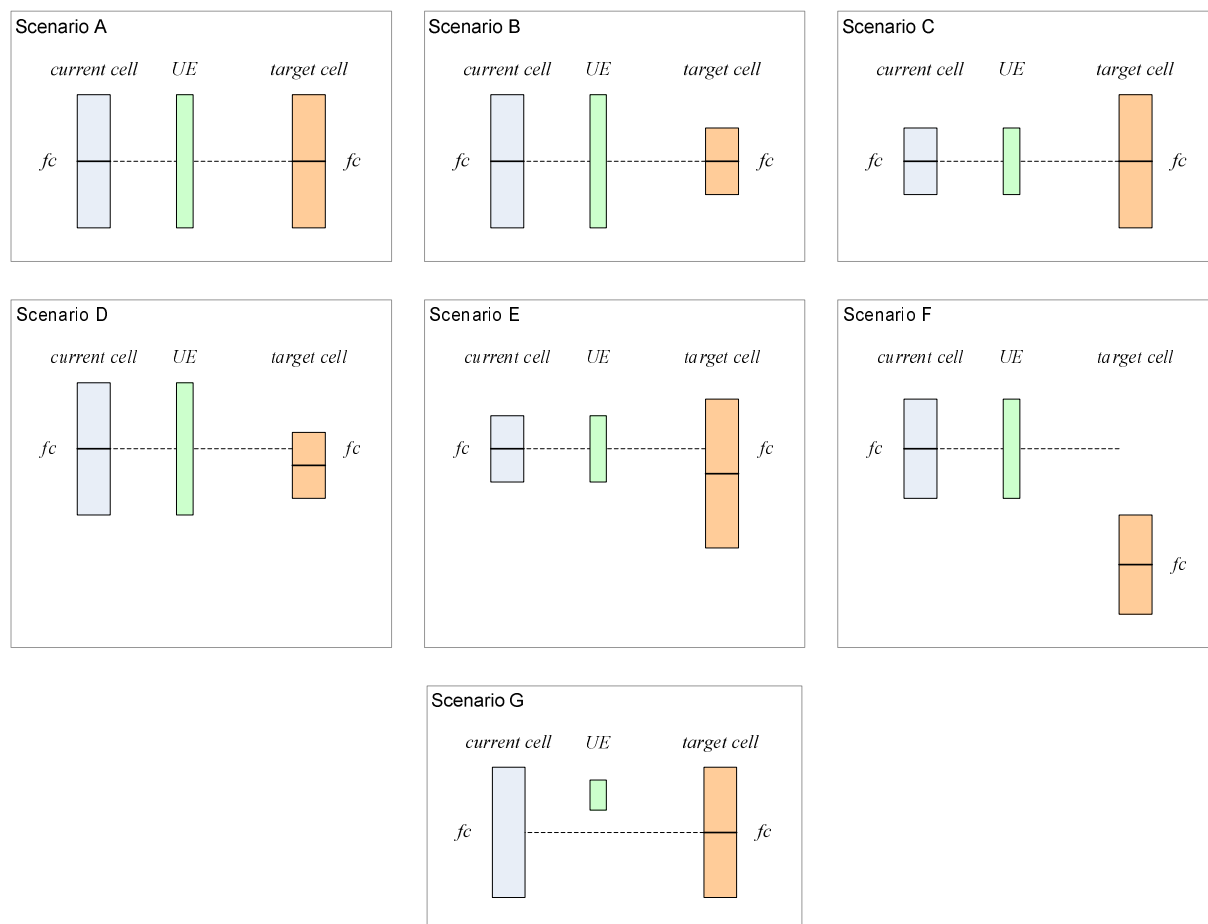 Scenario A
current cell UE target cell
fc fc
Scenario B
current cell UE target cell
fc fc
Scenario C
current cell UE target cell
fc fc
Scenario D
current cell UE target cell
fc fc
Scenario E
current cell UE target cell
fc fc
Scenario F
current cell UE target cell
fc
fc
Scenario G
current cell UE target cell
fc fc